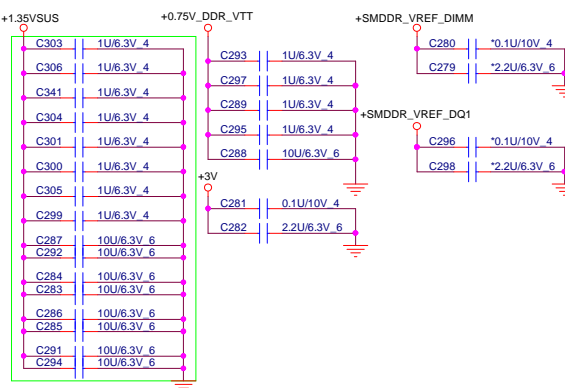 +1.35VSUS
C303 1U/6.3V_4
C306 1U/6.3V_4
C341 1U/6.3V_4
C304 1U/6.3V_4
C301 1U/6.3V_4
C300 1U/6.3V_4
C305 1U/6.3V_4
C299 1U/6.3V_4
C287 10U/6.3V_6
C292 10U/6.3V_6
C284 10U/6.3V_6
C283 10U/6.3V_6
C286 10U/6.3V_6
C285 10U/6.3V_6
C291 10U/6.3V_6
C294 10U/6.3V_6
+0.75V_DDR_VTT
C293 1U/6.3V_4
C297 1U/6.3V_4
C289 1U/6.3V_4
C295 1U/6.3V_4
C288 10U/6.3V_6
+3V
C281 0.1U/10V_4
C282 2.2U/6.3V_6
+SMDDR_VREF_DIMM
C280 *0.1U/10V_4
C279 *2.2U/6.3V_6
+SMDDR_VREF_DQ1
C296 *0.1U/10V_4
C298 *2.2U/6.3V_6